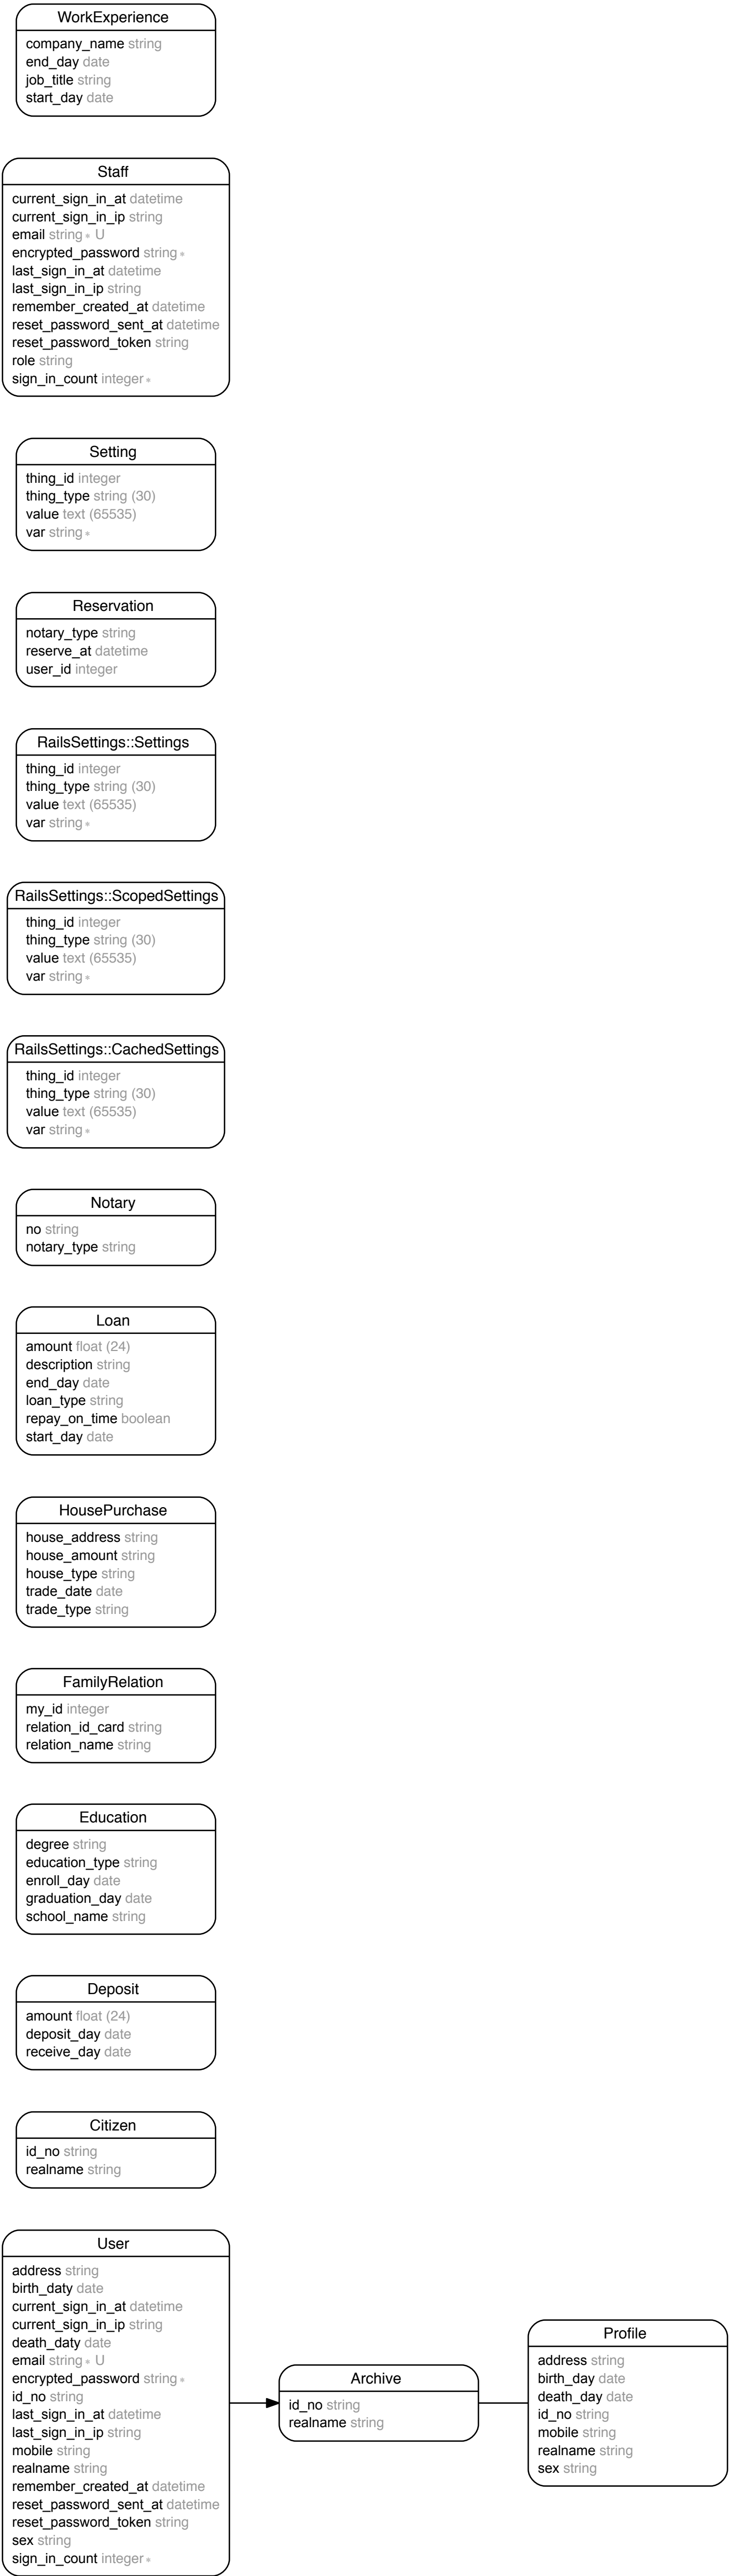 WorkExperience
company_name string
end_day date
job_title string
start_day date
Staff
current_sign_in_at datetime
current_sign_in_ip string
email string∗ U
encrypted_password string∗
last_sign_in_at datetime
last_sign_in_ip string
remember_created_at datetime
reset_password_sent_at datetime
reset_password_token string
role string
sign_in_count integer∗
Setting
thing_id integer
thing_type string (30)
value text (65535)
var string∗
Reservation
notary_type string
reserve_at datetime
user_id integer
RailsSettings::Settings
thing_id integer
thing_type string (30)
value text (65535)
var string∗
RailsSettings::ScopedSettings
thing_id integer
thing_type string (30)
value text (65535)
var string∗
RailsSettings::CachedSettings
thing_id integer
thing_type string (30)
value text (65535)
var string∗
Notary
no string
notary_type string
Loan
amount float (24)
description string
end_day date
loan_type string
repay_on_time boolean
start_day date
HousePurchase
house_address string
house_amount string
house_type string
trade_date date
trade_type string
FamilyRelation
my_id integer
relation_id_card string
relation_name string
Education
degree string
education_type string
enroll_day date
graduation_day date
school_name string
Deposit
amount float (24)
deposit_day date
receive_day date
Citizen
id_no string
realname string
User
address string
birth_daty date
current_sign_in_at datetime
current_sign_in_ip string
death_daty date
email string∗ U
encrypted_password string∗
id_no string
last_sign_in_at datetime
last_sign_in_ip string
mobile string
realname string
remember_created_at datetime
reset_password_sent_at datetime
reset_password_token string
sex string
sign_in_count integer∗
Archive
id_no string
realname string
Profile
address string
birth_day date
death_day date
id_no string
mobile string
realname string
sex string